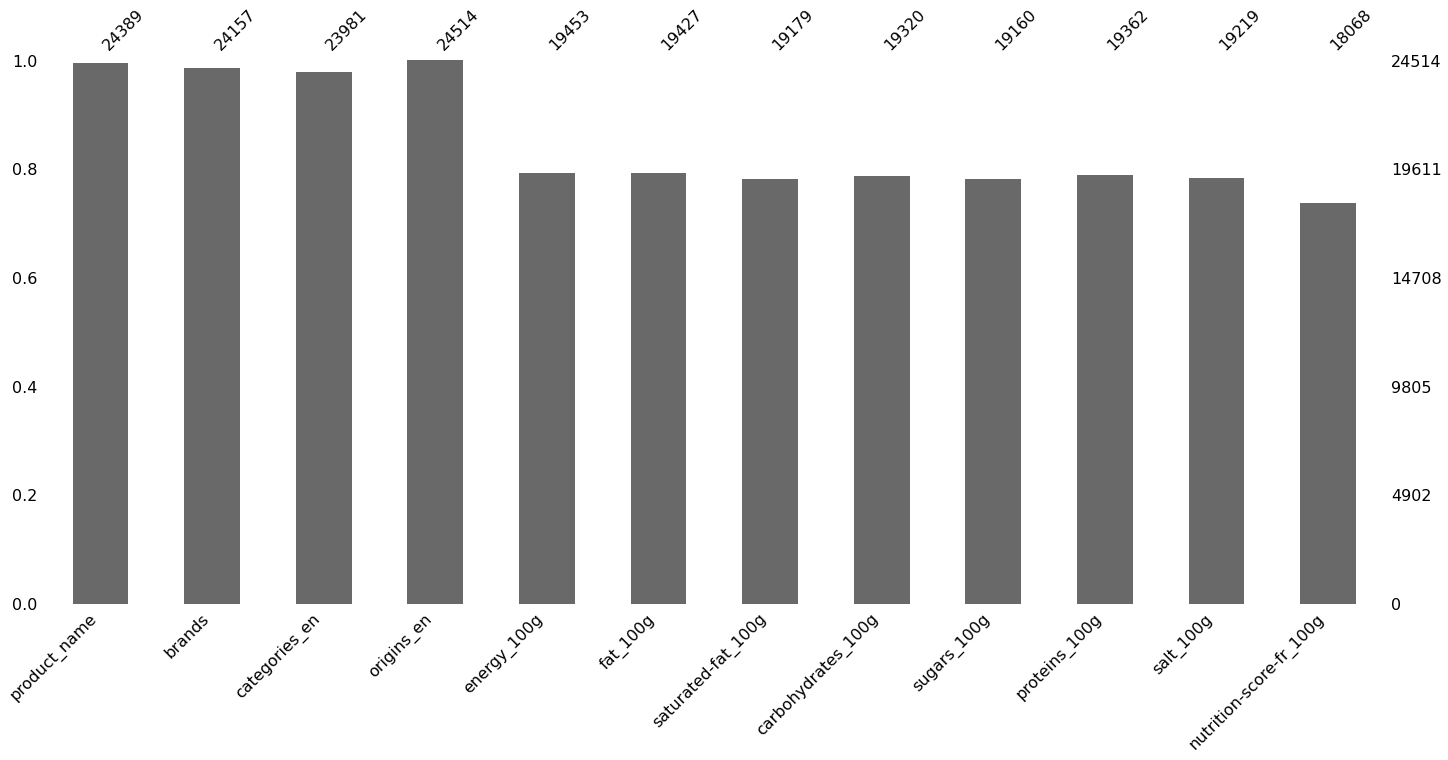 24389
24157
23981
24514
19453
19427
19179
19320
19160
19362
19219
18068
1.0
0.8
0.6
0.4
0.2
0.0
24514
19611
14708
9805
4902
0
product_name
brands
categories_en
origins_en
energy_100g
fat_100g
saturated-fat_100g
carbohydrates_100g
sugars_100g
proteins_100g
salt_100g
nutrition-score-fr_100g